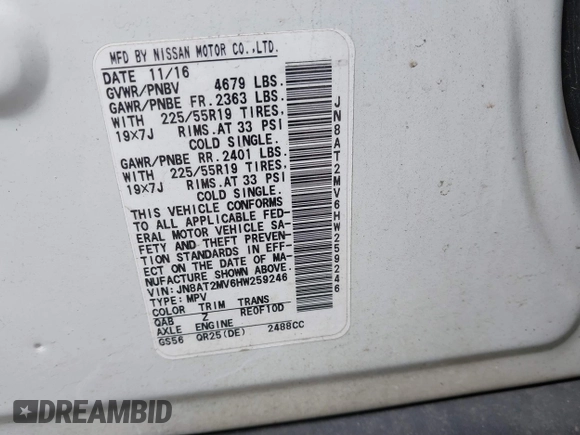 MFD BY NISSAN MOTOR CO.,LTD.
DATE 11/16
GVWR/PNBV 4679 LBS.
GAWR/PNBE FR. 2363 LBS.
WITH 225/55R19 TIRES,
19X7J RIMS.AT 33 PSI
COLD SINGLE.
GAWR/PNBE RR. 2401 LBS.
WITH 225/55R19 TIRES,
19X7J RIMS.AT 33 PSI
COLD SINGLE.
THIS VEHICLE CONFORMS
TO ALL APPLICABLE FED-
ERAL MOTOR VEHICLE SA-
FETY AND THEFT PREVEN-
TION STANDARDS IN EFF-
ECT ON THE DATE OF MA-
NUFACTURE SHOWN ABOVE.
VIN: JN8AT2MV6HW259246
TYPE: MPV
COLOR TRIM TRANS
QAB Z RE0F10D
AXLE ENGINE
GS56 QR25(DE) 2488CC
JN8AT2MV6HW259246
DREAMBID